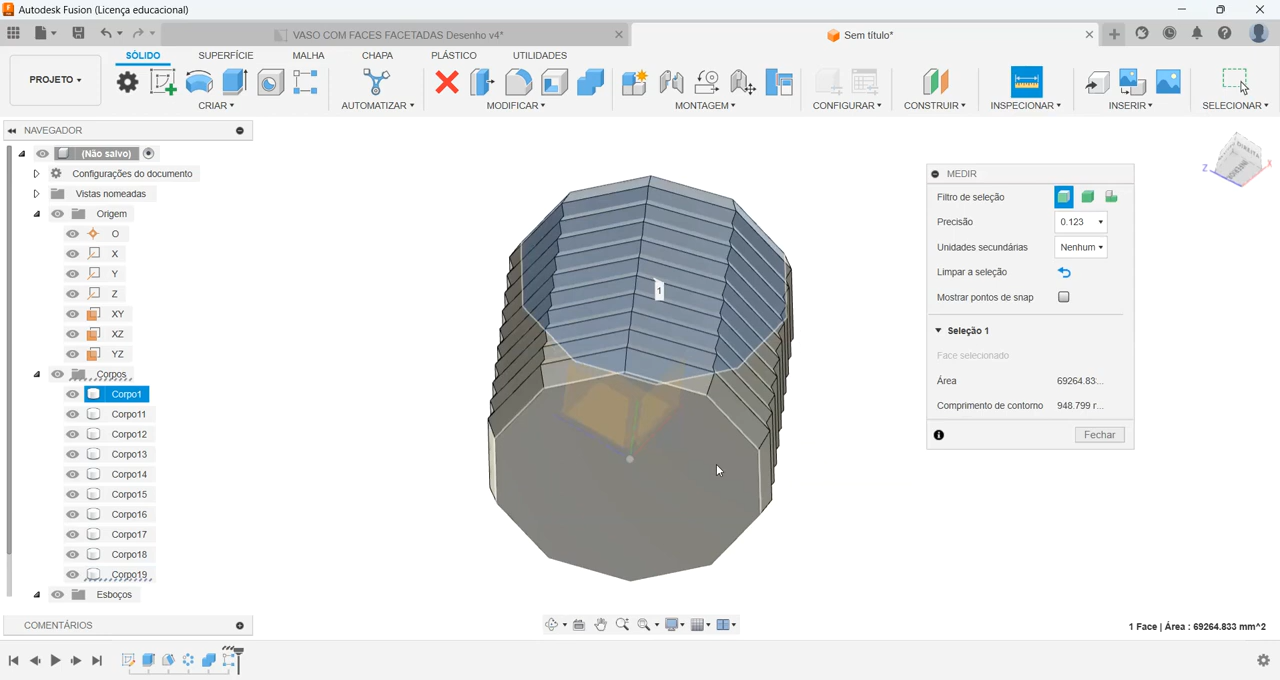 Autodesk Fusion (Licença educacional)
VASO COM FACES FACETADAS Desenho v4*
Sem título*
SÓLIDO SUPERFÍCIE MALHA CHAPA PLÁSTICO UTILIDADES
PROJETO
CRIAR AUTOMATIZAR MODIFICAR MONTAGEM CONFIGURAR CONSTRUIR INSPECIONAR INSERIR SELECIONAR
NAVEGADOR
(Não salvo)
Configurações do documento
Vistas nomeadas
Origem
O
X
Y
Z
XY
XZ
YZ
Corpos
Corpo1
Corpo11
Corpo12
Corpo13
Corpo14
Corpo15
Corpo16
Corpo17
Corpo18
Corpo19
Esboços
COMENTÁRIOS
1
Z
X
MEDIR
Filtro de seleção
Precisão 0.123
Unidades secundárias Nenhum
Limpar a seleção
Mostrar pontos de snap
Seleção 1
Face selecionado
Área 69264.83...
Comprimento de contorno 948.799 r...
Fechar
1 Face | Área : 69264.833 mm^2